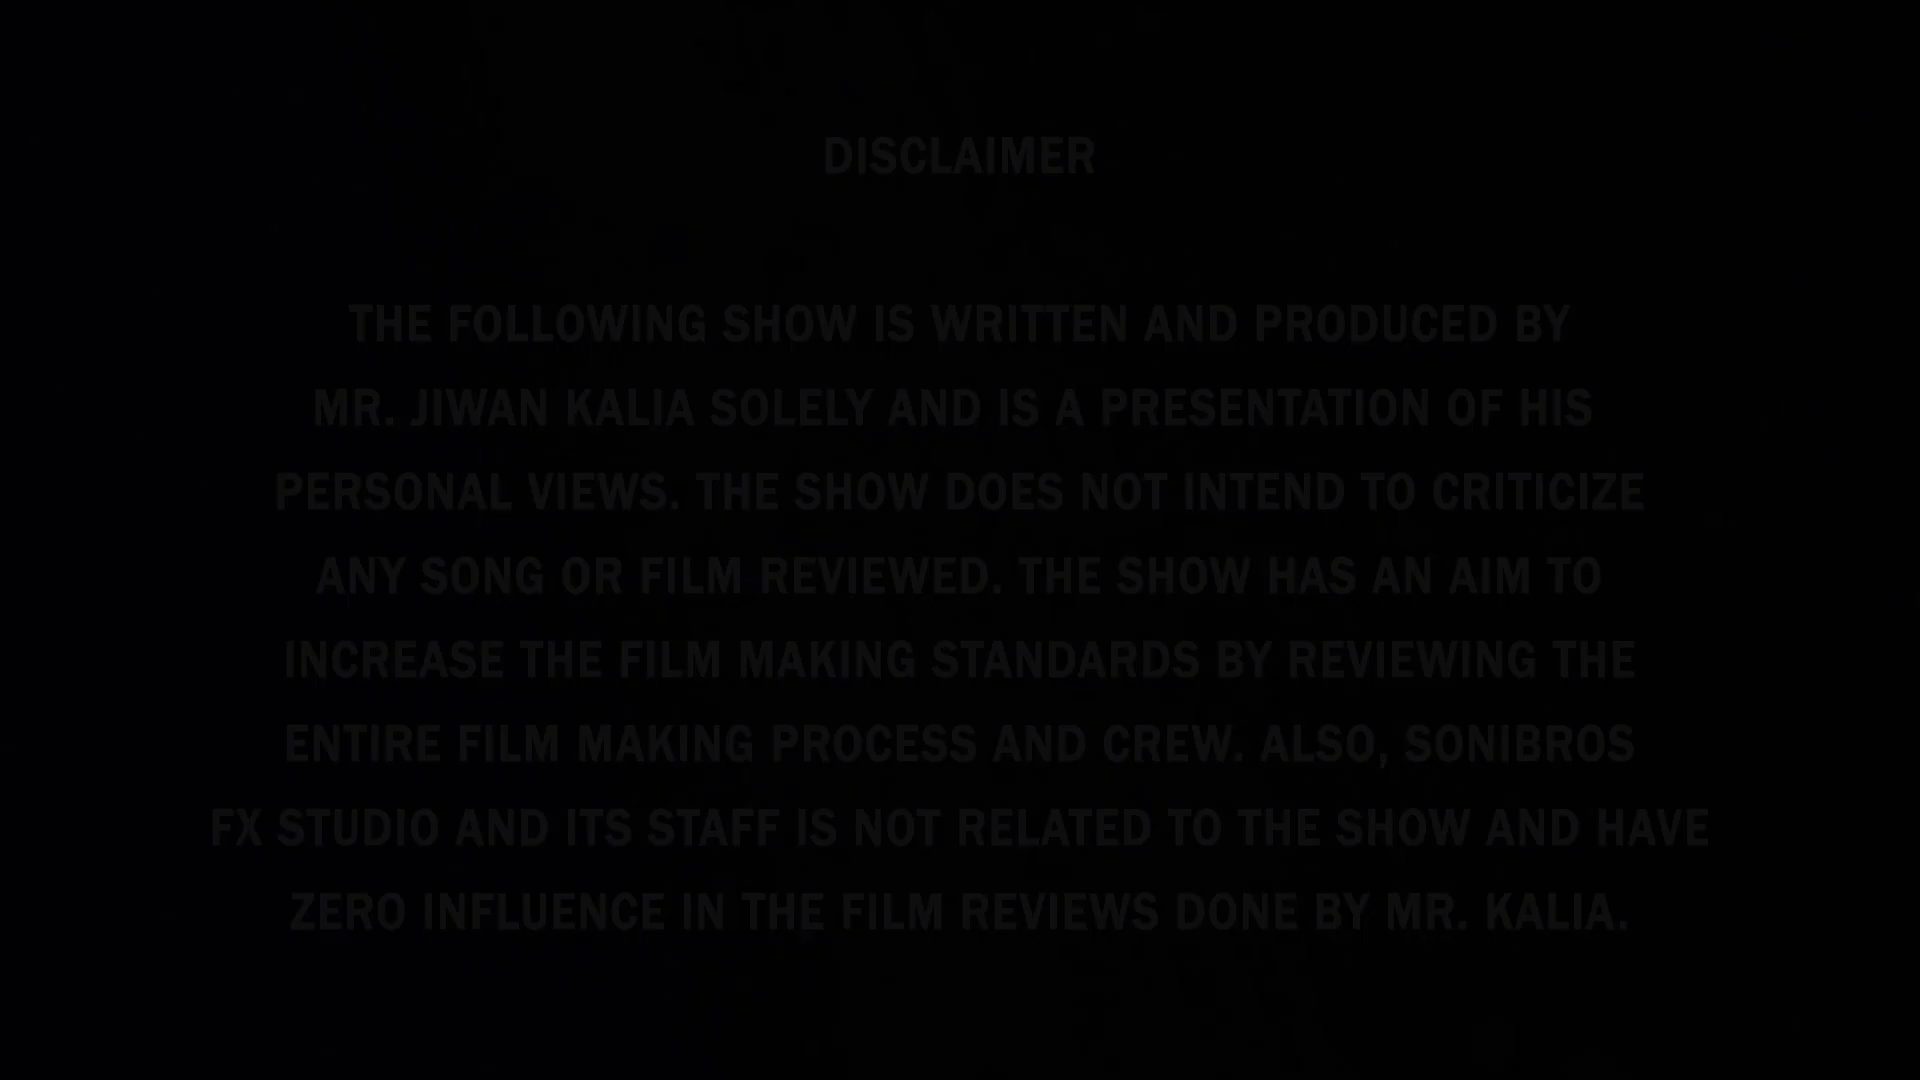 DISCLAIMER
THE FOLLOWING SHOW IS WRITTEN AND PRODUCED BY
MR. JIWAN KALIA SOLELY AND IS A PRESENTATION OF HIS
PERSONAL VIEWS. THE SHOW DOES NOT INTEND TO CRITICIZE
ANY SONG OR FILM REVIEWED. THE SHOW HAS AN AIM TO
INCREASE THE FILM MAKING STANDARDS BY REVIEWING THE
ENTIRE FILM MAKING PROCESS AND CREW. ALSO, SONIBROS
FX STUDIO AND ITS STAFF IS NOT RELATED TO THE SHOW AND HAVE
ZERO INFLUENCE IN THE FILM REVIEWS DONE BY MR. KALIA.